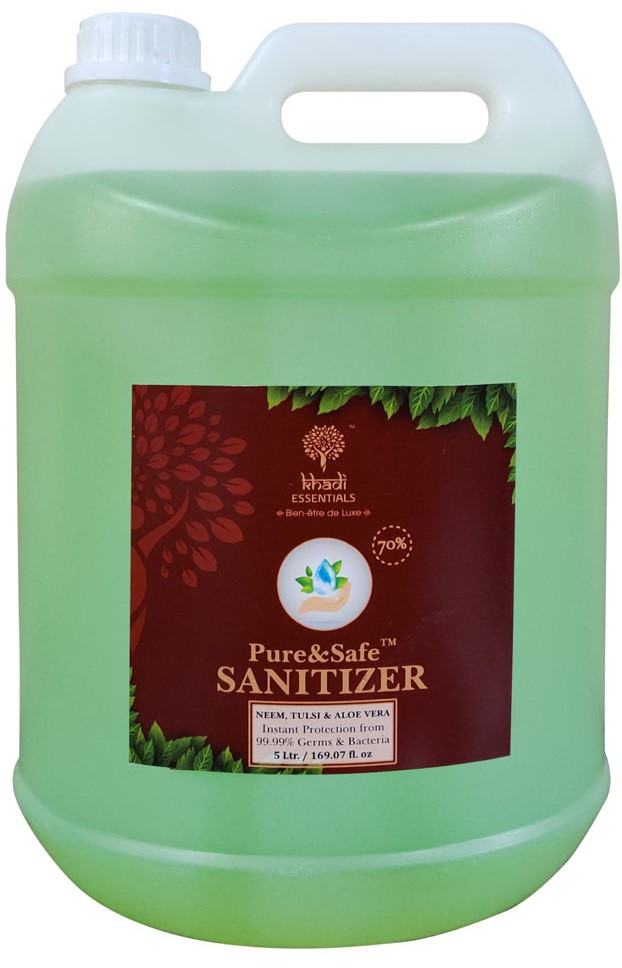 TM
khadi
ESSENTIALS
Bien-être de Luxe
70%
Pure&Safe™
SANITIZER
NEEM, TULSI & ALOE VERA
Instant Protection from
99.99% Germs & Bacteria
5 Ltr. / 169.07 fl. oz